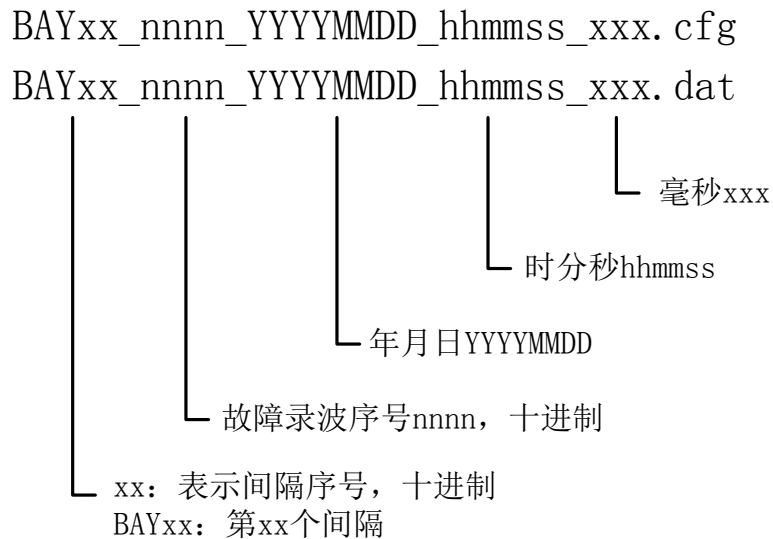 BAYxx_nnnn_YYYYMMDD_hhmmss_xxx.cfg
BAYxx_nnnn_YYYYMMDD_hhmmss_xxx.dat
毫秒xxx
时分秒hhmmss
年月日YYYYMMDD
故障录波序号nnnn，十进制
xx：表示间隔序号，十进制
BAYxx：第xx个间隔